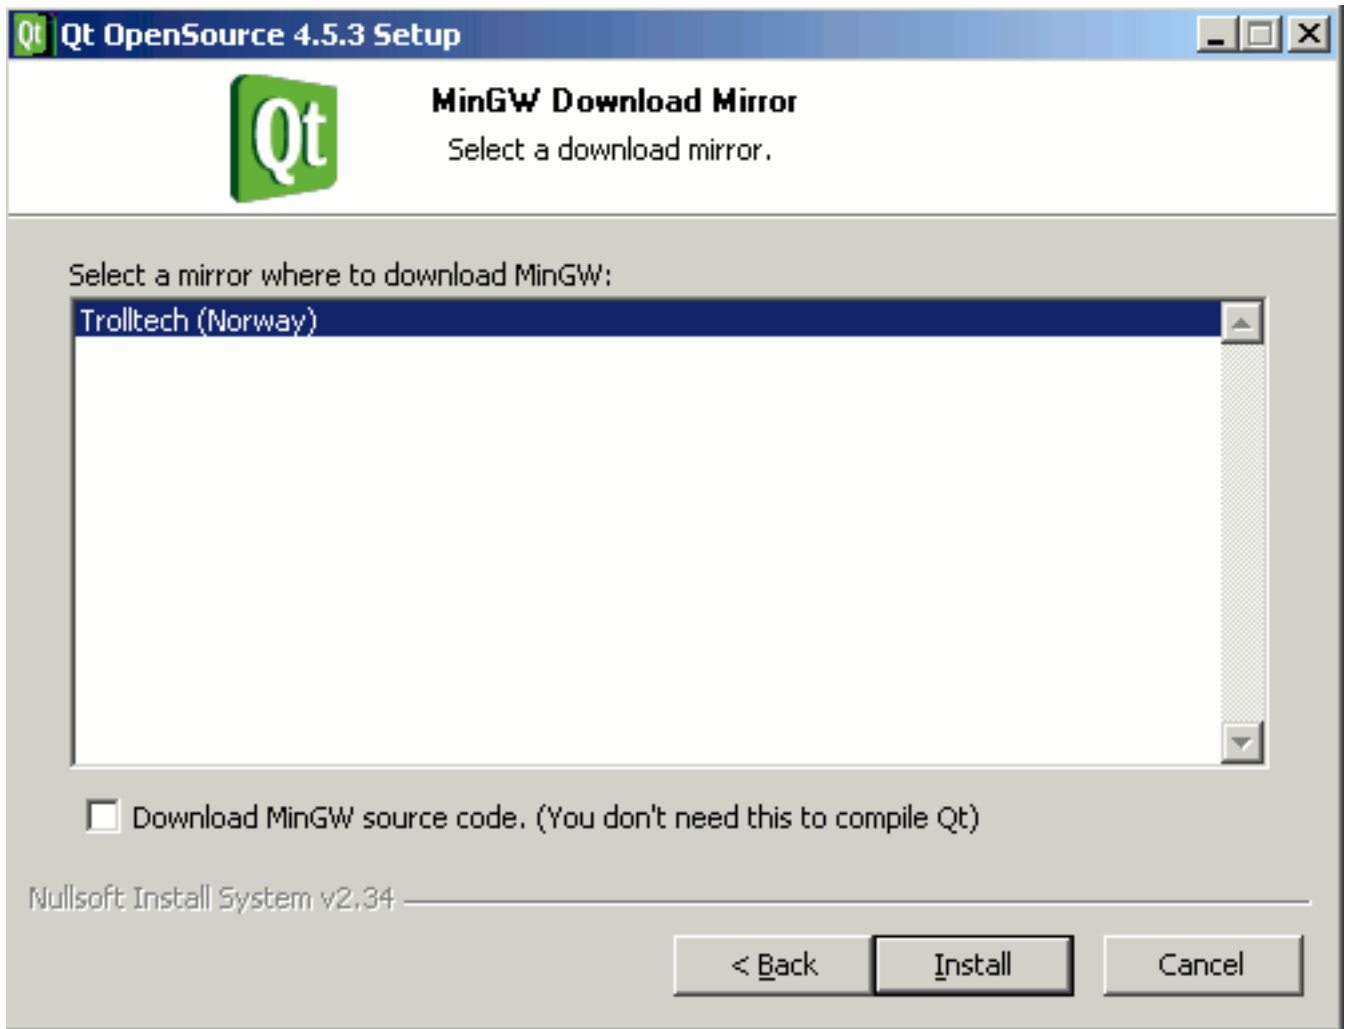 Qt Qt OpenSource 4.5.3 Setup
Qt
MinGW Download Mirror
Select a download mirror.
Select a mirror where to download MinGW:
Trolltech (Norway)
Download MinGW source code. (You don't need this to compile Qt)
Nullsoft Install System v2.34
< Back
Install
Cancel